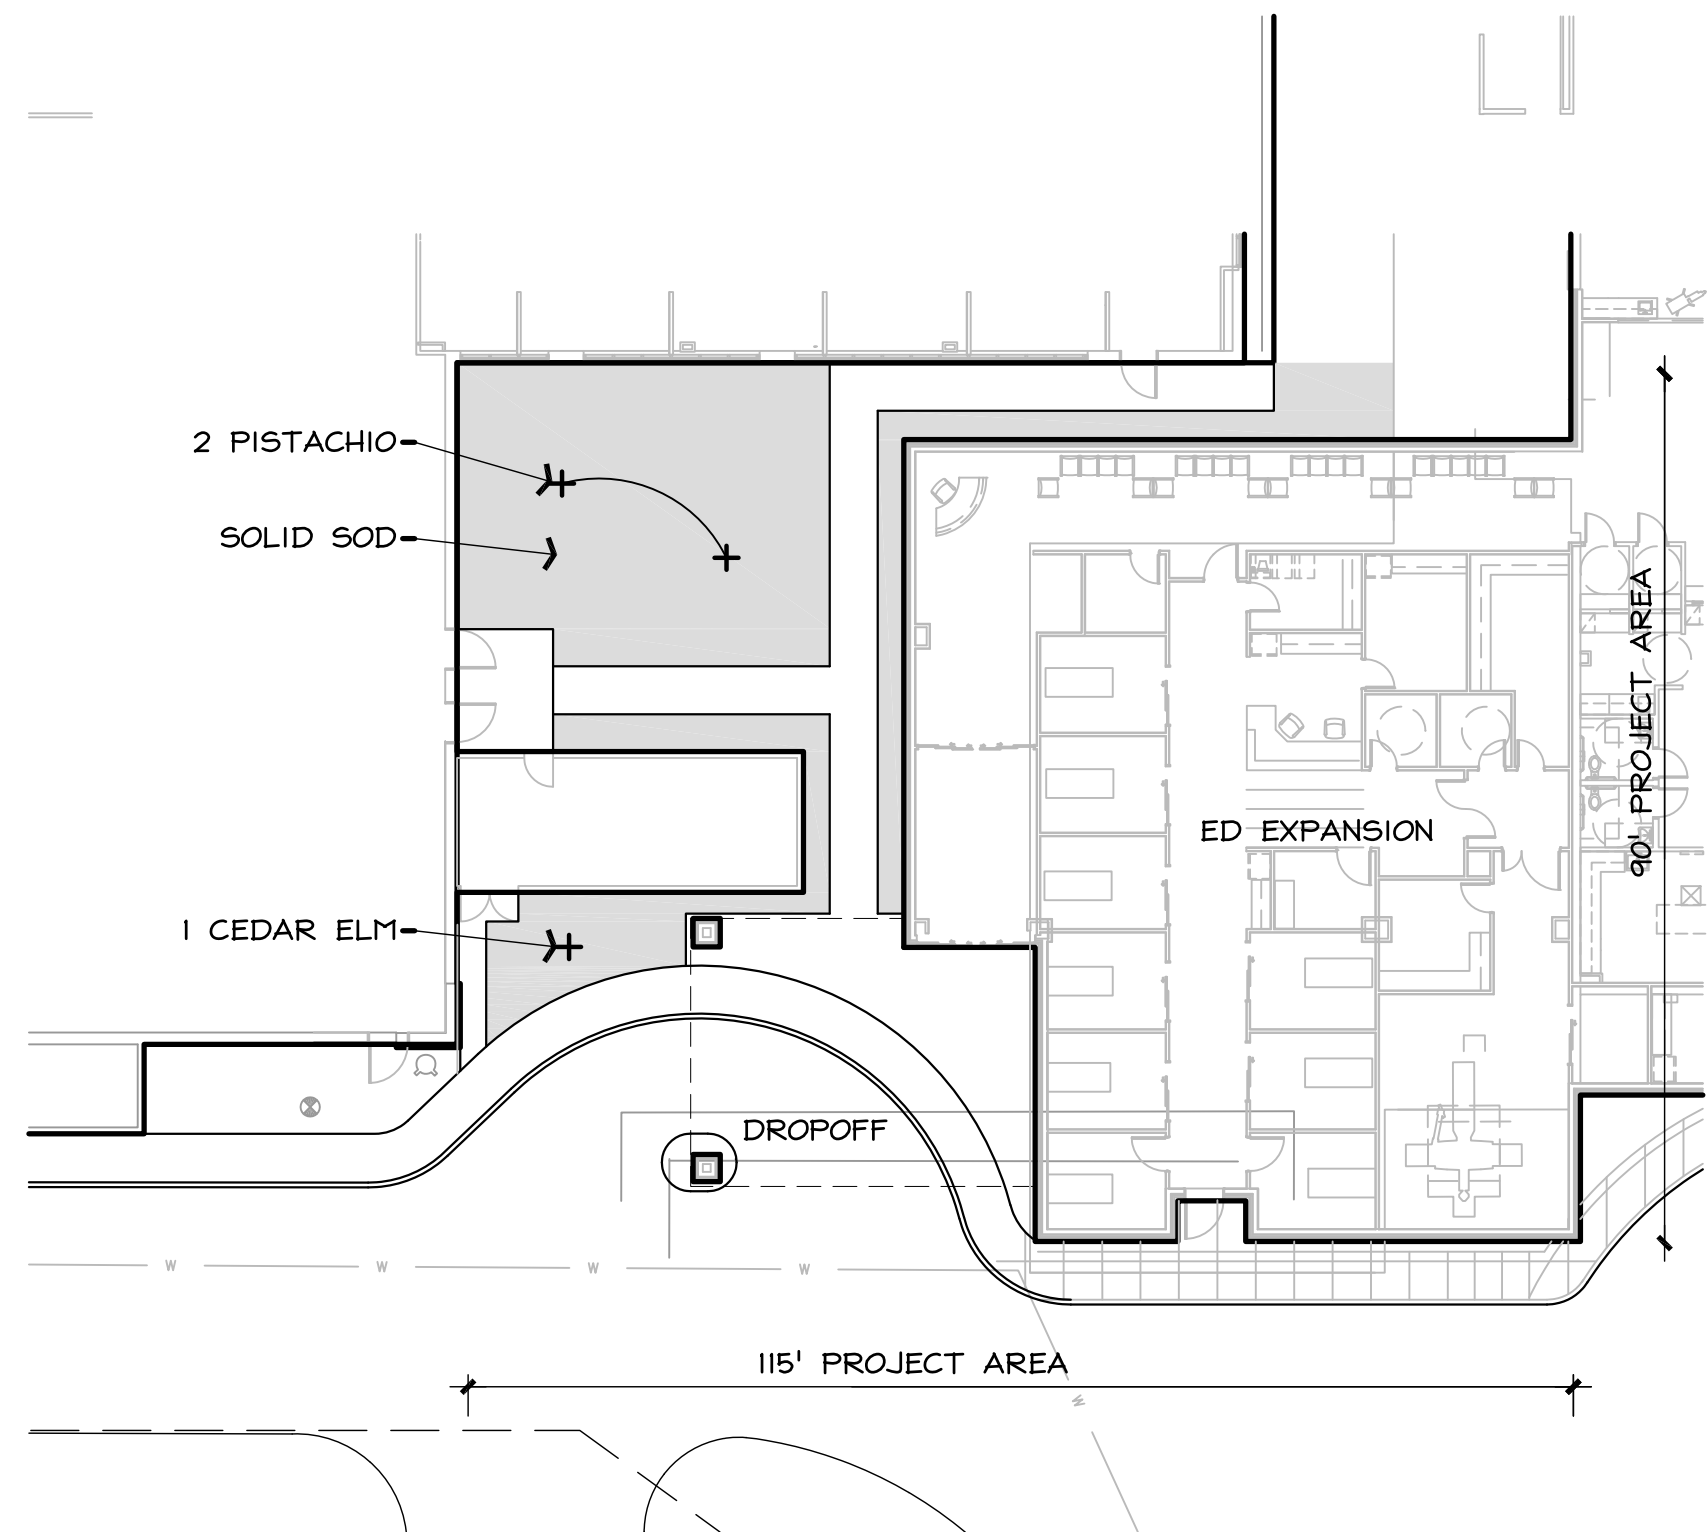 2 PISTACHIO
SOLID SOD
90' PROJECT AREA
ED EXPANSION
1 CEDAR ELM
DROPOFF
W W W W
115' PROJECT AREA
W